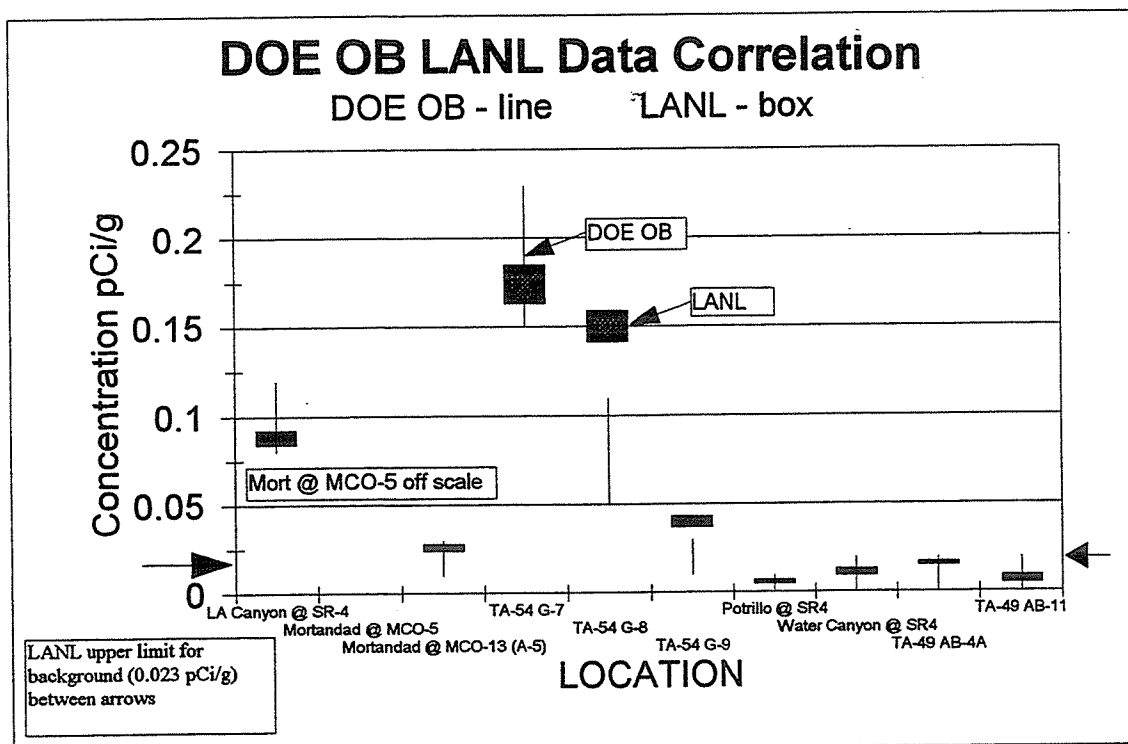 DOE OB LANL Data Correlation
DOE OB - line LANL - box
Concentration pCi/g
0.25
0.2
0.15
0.1
0.05
0
DOE OB
LANL
Mort @ MCO-5 off scale
LA Canyon @ SR-4
Mortandad @ MCO-5
Mortandad @ MCO-13 (A-5)
TA-54 G-7
TA-54 G-8
TA-54 G-9
Potrillo @ SR4
Water Canyon @ SR4
TA-49 AB-4A
TA-49 AB-11
LOCATION
LANL upper limit for
background (0.023 pCi/g)
between arrows